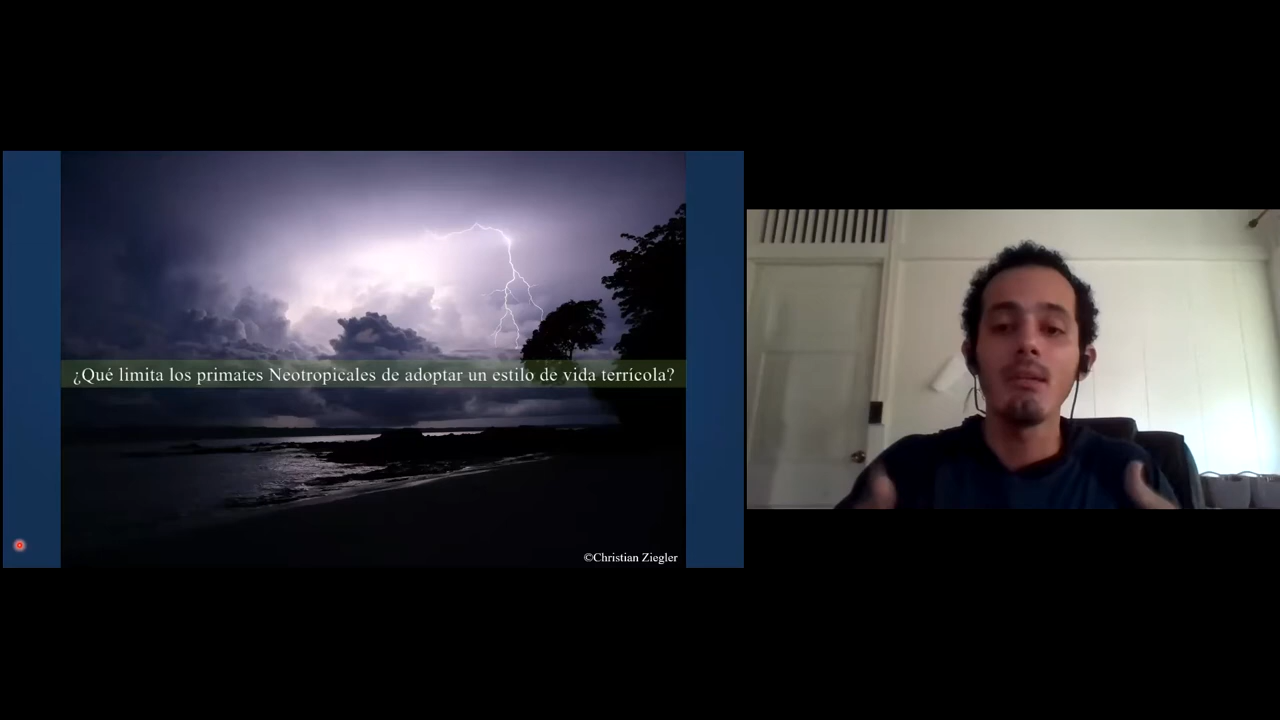 ¿Qué limita los primates Neotropicales de adoptar un estilo de vida terrícola?
©Christian Ziegler